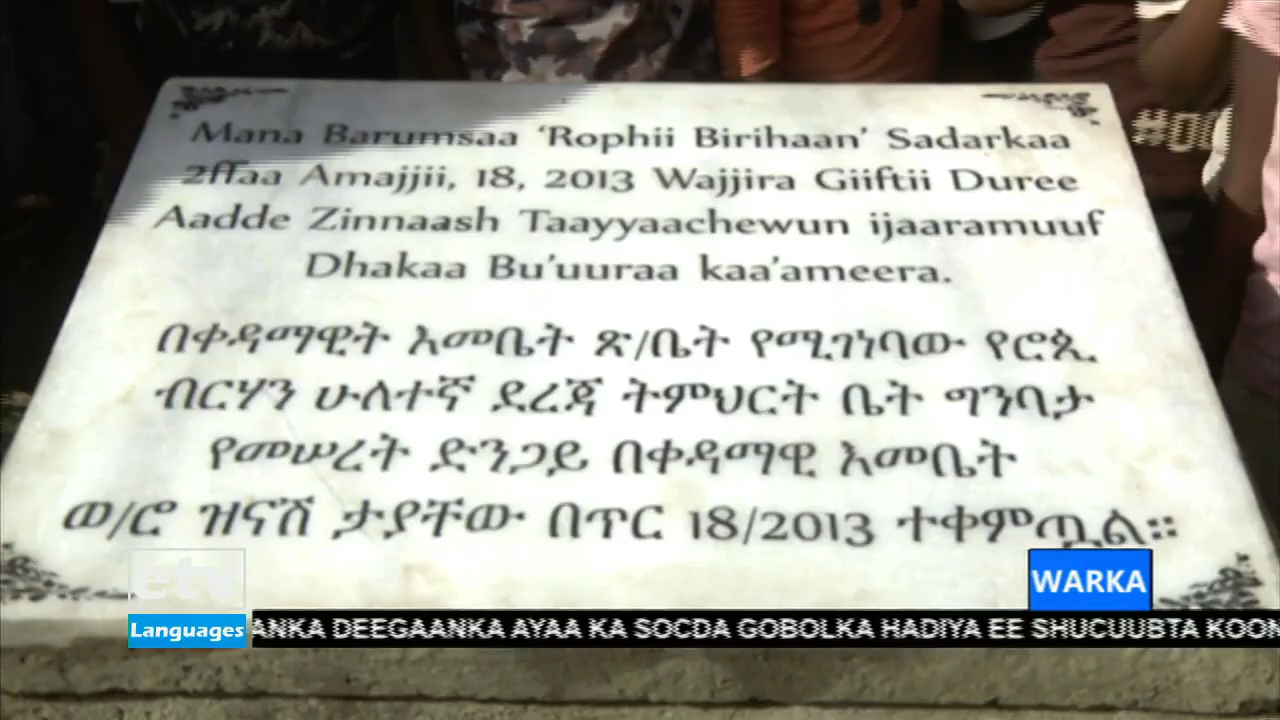 Mana Barumsaa ‘Rophii Birihaan’ Sadarkaa
2ffaa Amajjii, 18, 2013 Wajjira Giiftii Duree
Aadde Zinnaash Taayyaachewun ijaaramuuf
Dhakaa Bu’uuraa kaa’ameera.
በቀዳማዊት እመቤት ጽ/ቤት የሚገነባው የሮጲ
ብርሃን ሁለተኛ ደረጃ ትምህርት ቤት ግንባታ
የመሠረት ድንጋይ በቀዳማዊ እመቤት
ወ/ሮ ዝናሽ ታያቸው በጥር 18/2013 ተቀምጧል።
etv
WARKA
Languages
ANKA DEEGAANKA AYAA KA SOCDA GOBOLKA HADIYA EE SHUCUUBTA KOON